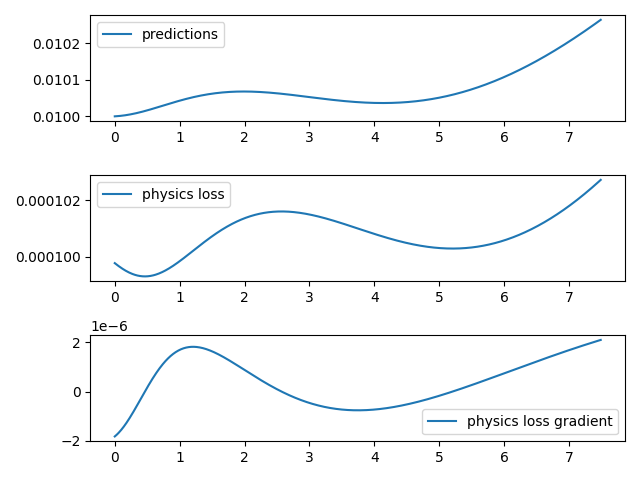 0.0102
predictions
0.0101
0.0100
0 1 2 3 4 5 6 7
0.000102
physics loss
0.000100
0 1 2 3 4 5 6 7
1e−6
2
0
physics loss gradient
−2
0 1 2 3 4 5 6 7